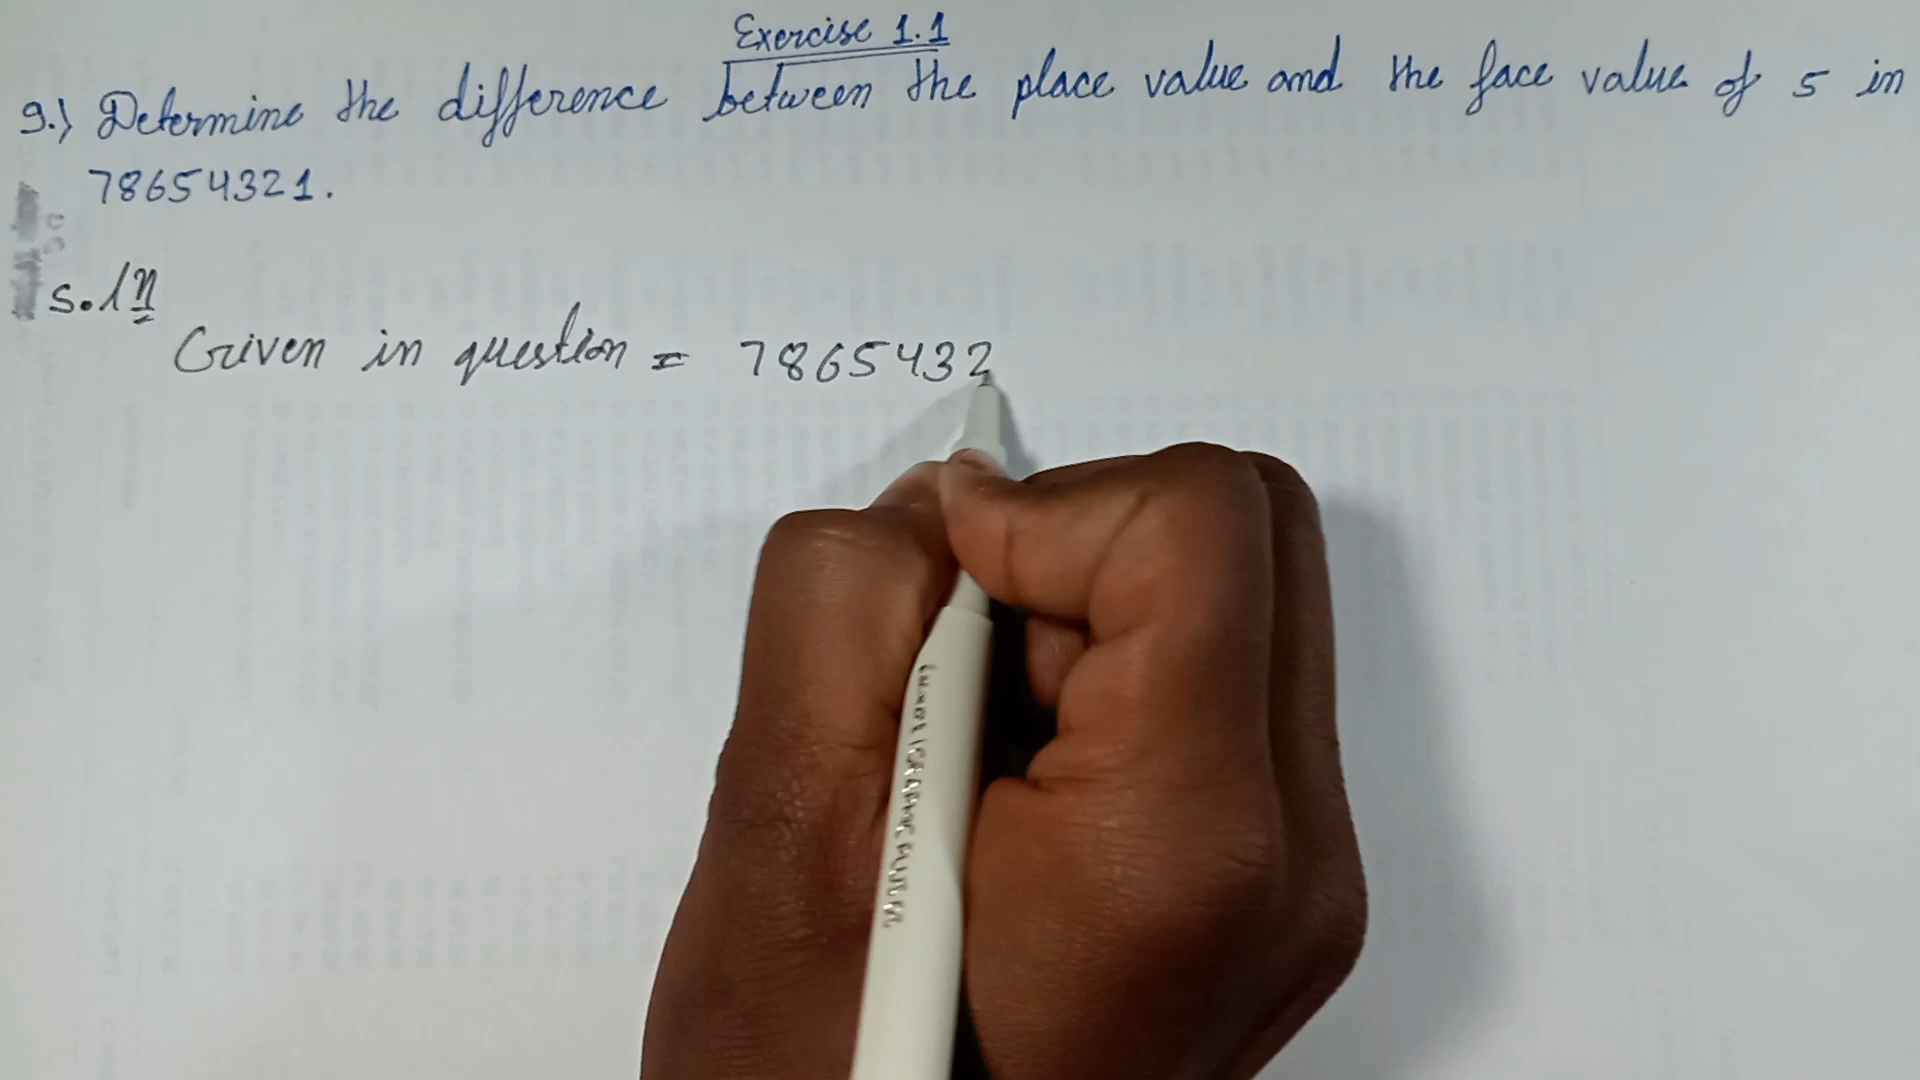 Exercise 1.1
9.) Determine the difference between the place value and the face value of 5 in
78654321.
Soln
Given in question = 7865432